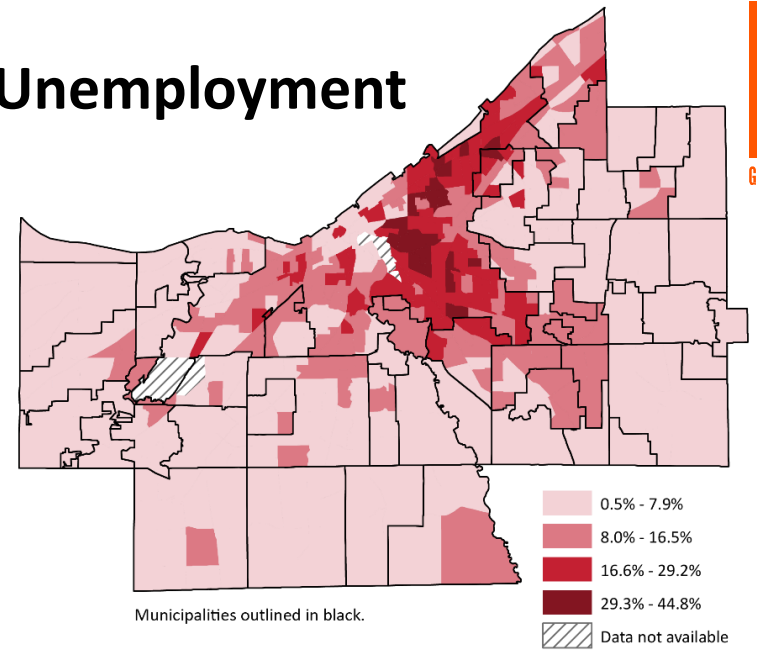 Unemployment
G
0.5% - 7.9%
8.0% - 16.5%
16.6% - 29.2%
29.3% - 44.8%
Data not available
Municipalities outlined in black.